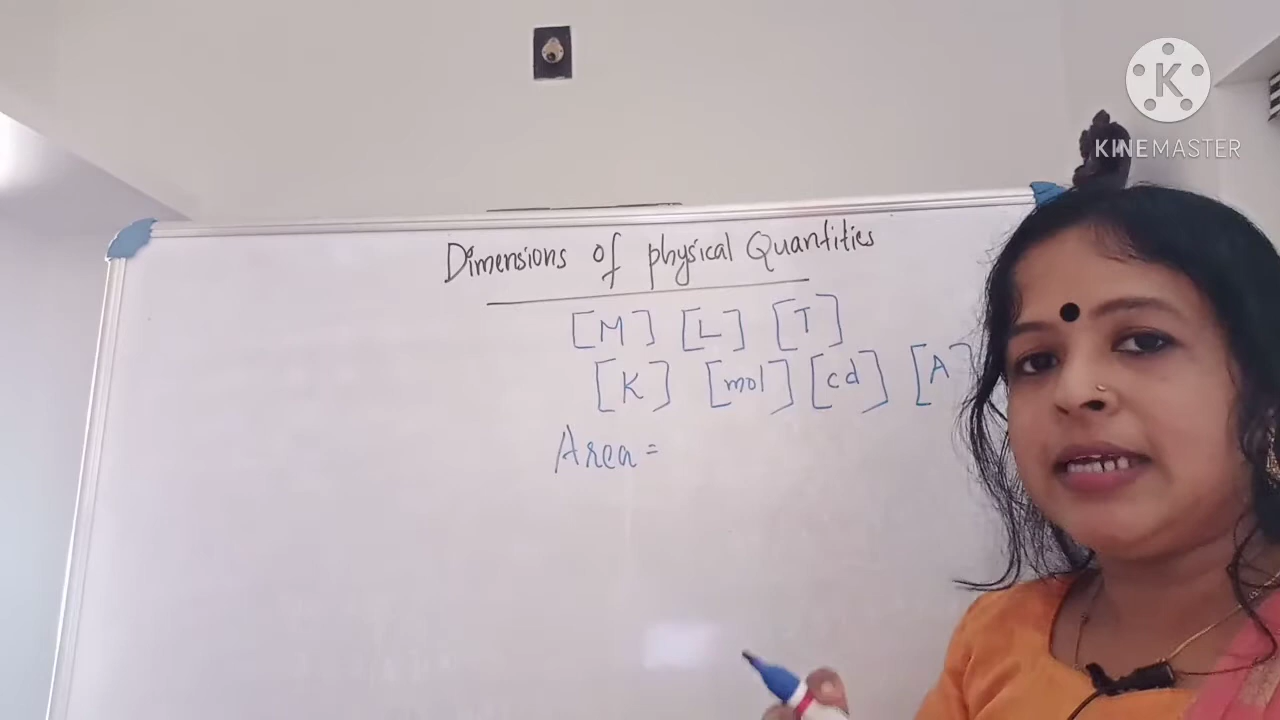 K
KINEMASTER
Dimensions of physical Quantities
[M] [L] [T]
[K] [mol] [cd] [A]
Area =